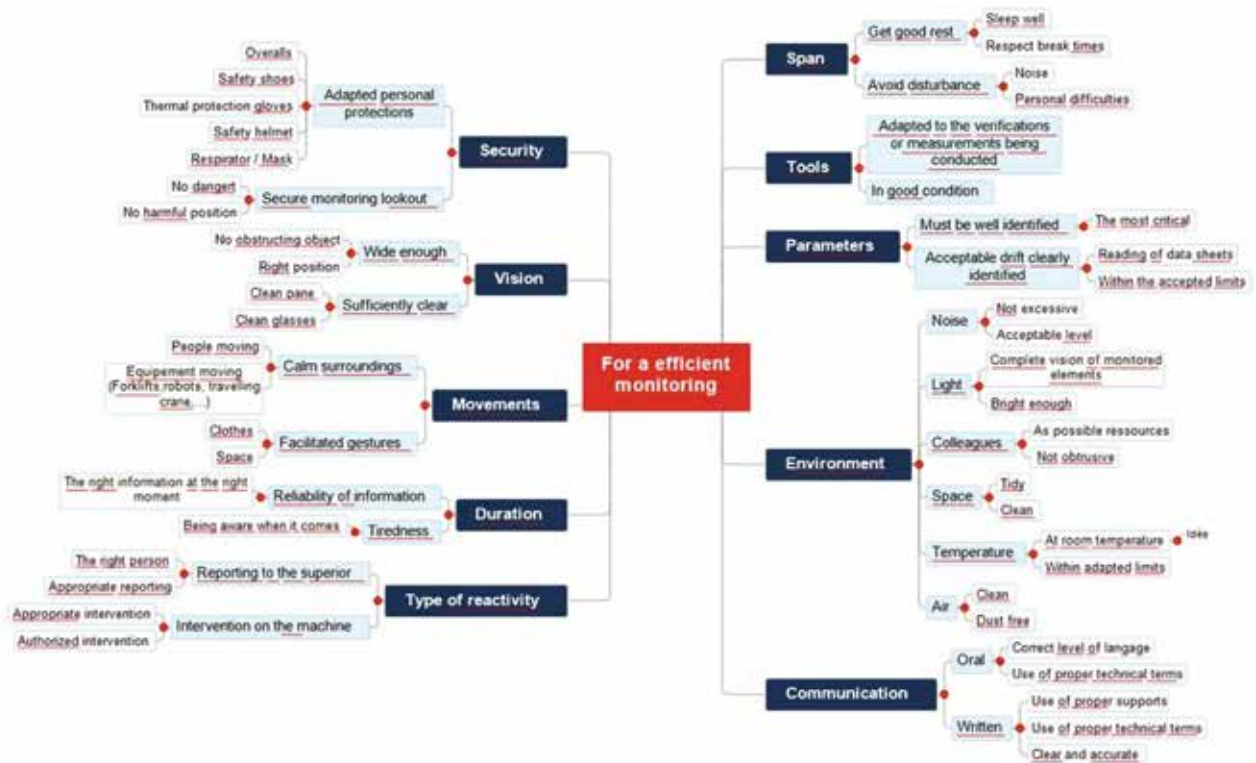 For a efficient
monitoring
Security
Adapted personal
protections
Overalls
Safety shoes
Thermal protection gloves
Safety helmet
Respirator / Mask
Secure monitoring lookout
No dangert
No harmful position
Vision
Wide enough
No obstructing object
Right position
Sufficiently clear
Clean pane
Clean glasses
Movements
Calm surroundings
People moving
Equipement moving
(Forklifts,robots, travelling
crane,...)
Facilitated gestures
Clothes
Space
Duration
Reliability of information
The right information at the right
moment
Tiredness
Being aware when it comes
Type of reactivity
Reporting to the superior
The right person
Appropriate reporting
Intervention on the machine
Appropriate intervention
Authorized intervention
Span
Get good rest
Sleep well
Respect break times
Avoid disturbance
Noise
Personal difficulties
Tools
Adapted to the verifications
or measurements being
conducted
In good condition
Parameters
Must be well identified
The most critical
Acceptable drift clearly
identified
Reading of data sheets
Within the accepted limits
Environment
Noise
Not excessive
Acceptable level
Light
Complete vision of monitored
elements
Bright enough
Colleagues
As possible ressources
Not obtrusive
Space
Tidy
Clean
Temperature
At room temperature
Idée
Within adapted limits
Air
Clean
Dust free
Communication
Oral
Correct level of langage
Use of proper technical terms
Written
Use of proper supports
Use of proper technical terms
Clear and accurate